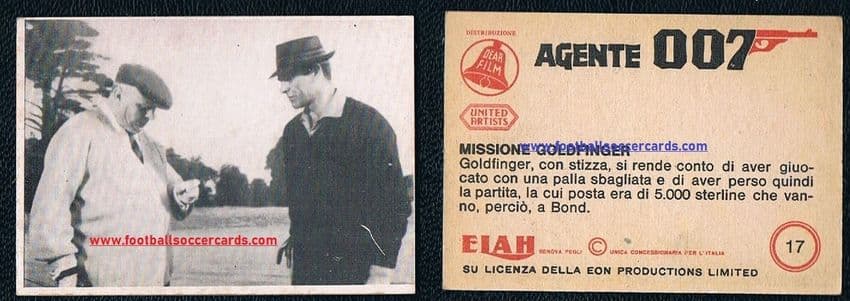 www.footballsoccercards.com
DISTRIBUZIONE
DEAR
FILM
UNITED
ARTISTS
AGENTE 007
www.footballsoccercards.com
MISSIONE GOLDFINGER
Goldfinger, con stizza, si rende conto di aver giuo-
cato con una palla sbagliata e di aver perso quindi
la partita, la cui posta era di 5.000 sterline che van-
no, perciò, a Bond.
ELAH GENOVA PEGLI © UNICA CONCESSIONARIA PER L'ITALIA
17
SU LICENZA DELLA EON PRODUCTIONS LIMITED